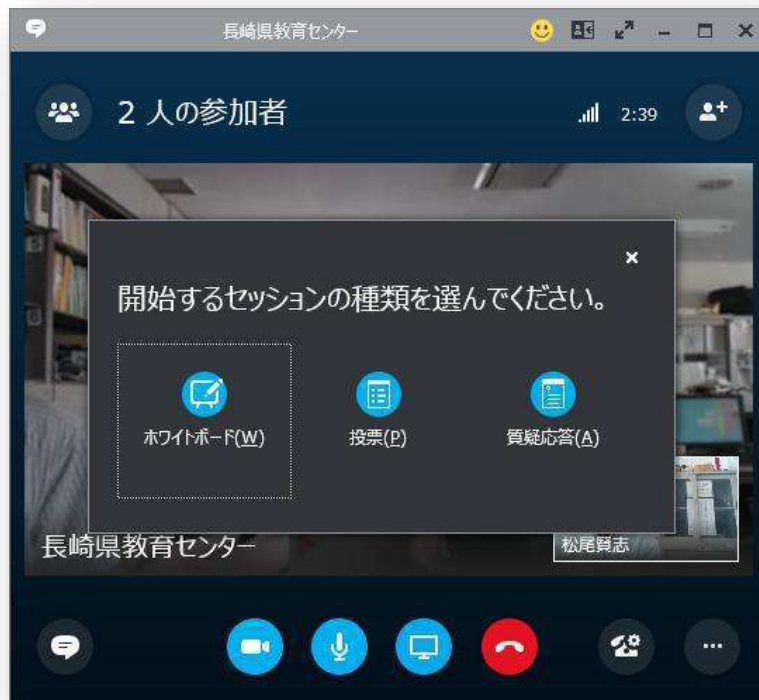 長崎県教育センター
2 人の参加者
2:39
開始するセッションの種類を選んでください。
ホワイトボード(W)
投票(P)
質疑応答(A)
長崎県教育センター
松尾賢志